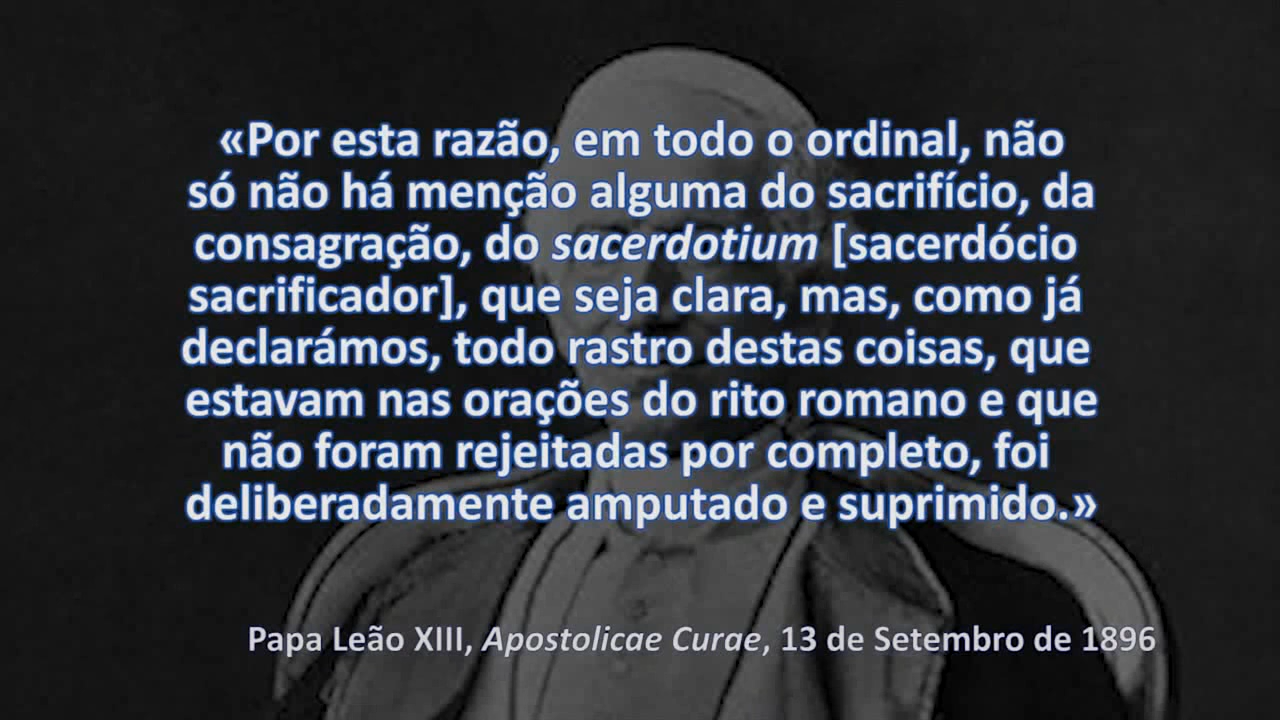 «Por esta razão, em todo o ordinal, não
só não há menção alguma do sacrifício, da
consagração, do sacerdotium [sacerdócio
sacrificador], que seja clara, mas, como já
declarámos, todo rastro destas coisas, que
estavam nas orações do rito romano e que
não foram rejeitadas por completo, foi
deliberadamente amputado e suprimido.»
Papa Leão XIII, Apostolicae Curae, 13 de Setembro de 1896